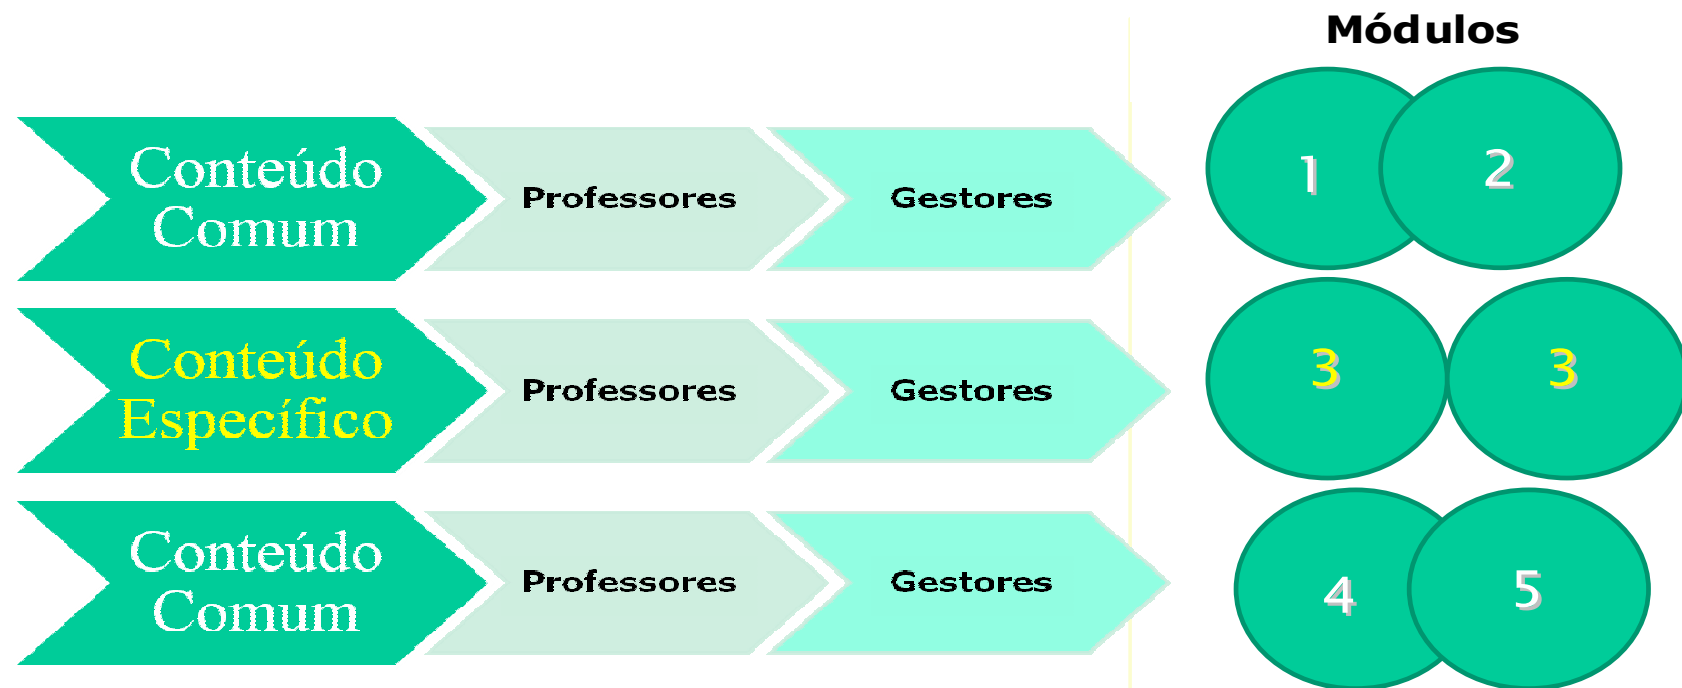 Módulos
Conteúdo
Comum
Professores
Gestores
1
2
Conteúdo
Específico
Professores
Gestores
3
3
Conteúdo
Comum
Professores
Gestores
4
5